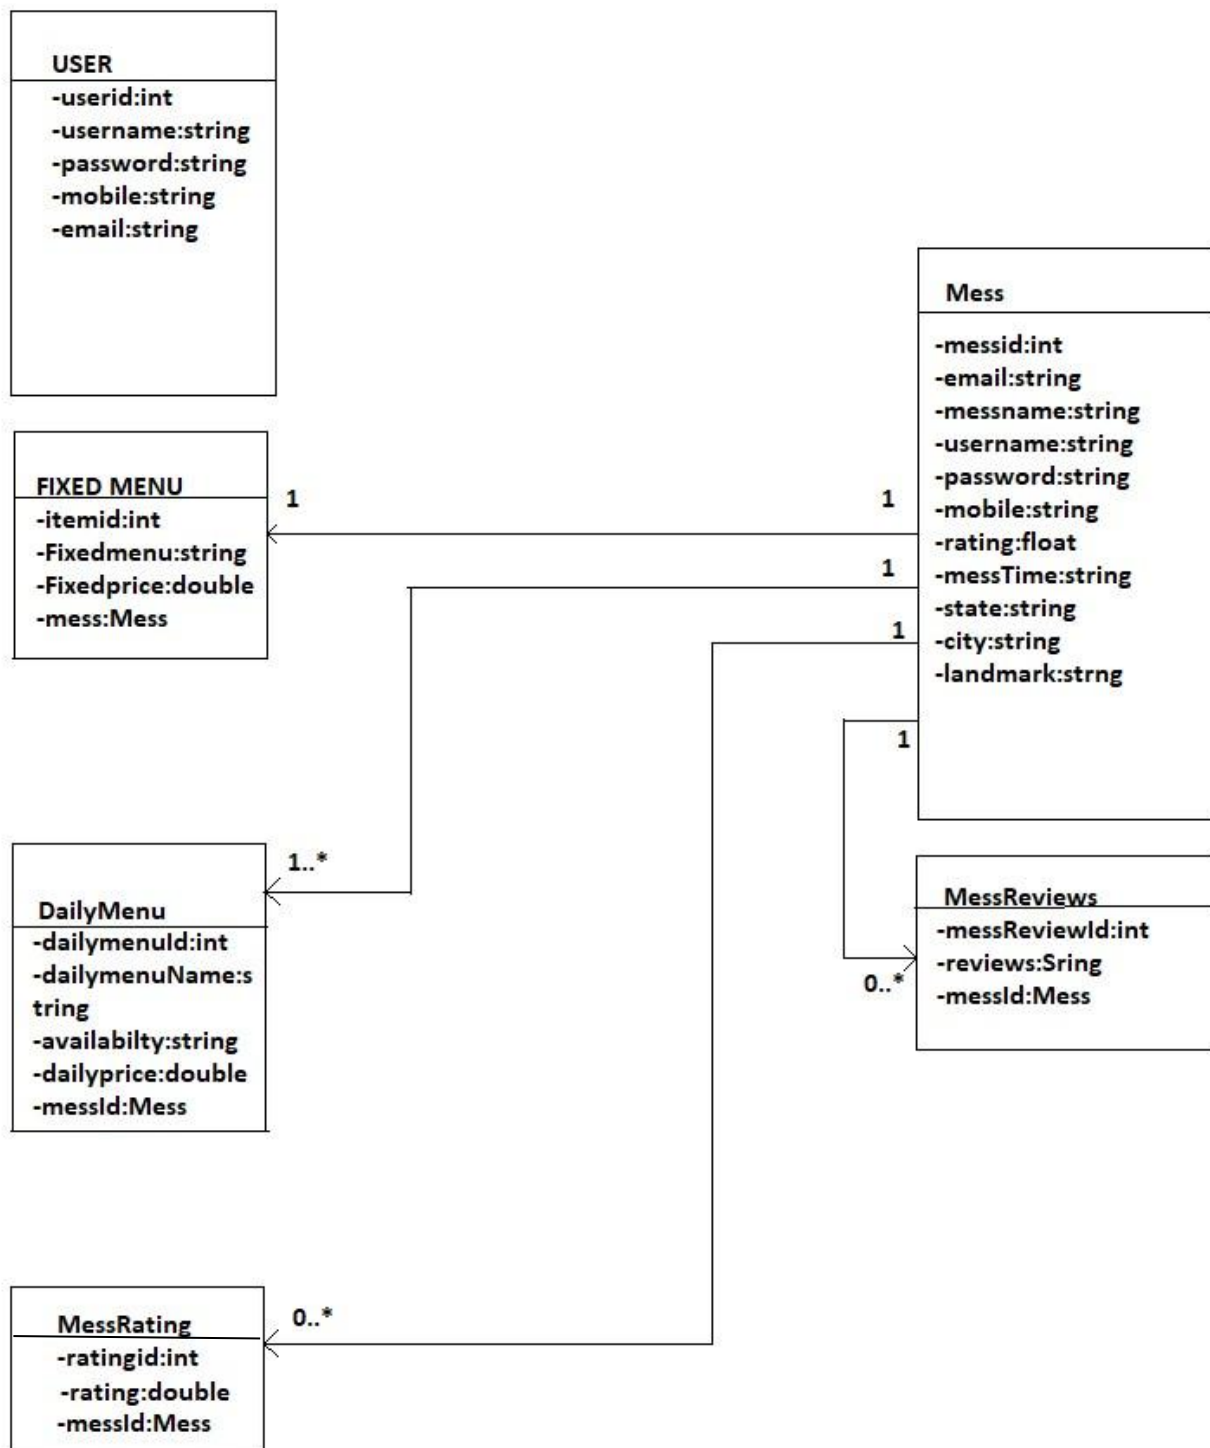 USER
-userid:int
-username:string
-password:string
-mobile:string
-email:string
Mess
-messid:int
-email:string
-messname:string
-username:string
-password:string
-mobile:string
-rating:float
-messTime:string
-state:string
-city:string
-landmark:strng
FIXED MENU
-itemid:int
-Fixedmenu:string
-Fixedprice:double
-mess:Mess
1
1
1
1
1
1..*
0..*
DailyMenu
-dailymenuId:int
-dailymenuName:s
tring
-availabilty:string
-dailyprice:double
-messId:Mess
MessReviews
-messReviewId:int
-reviews:Sring
-messId:Mess
MessRating
-ratingid:int
-rating:double
-messId:Mess
0..*